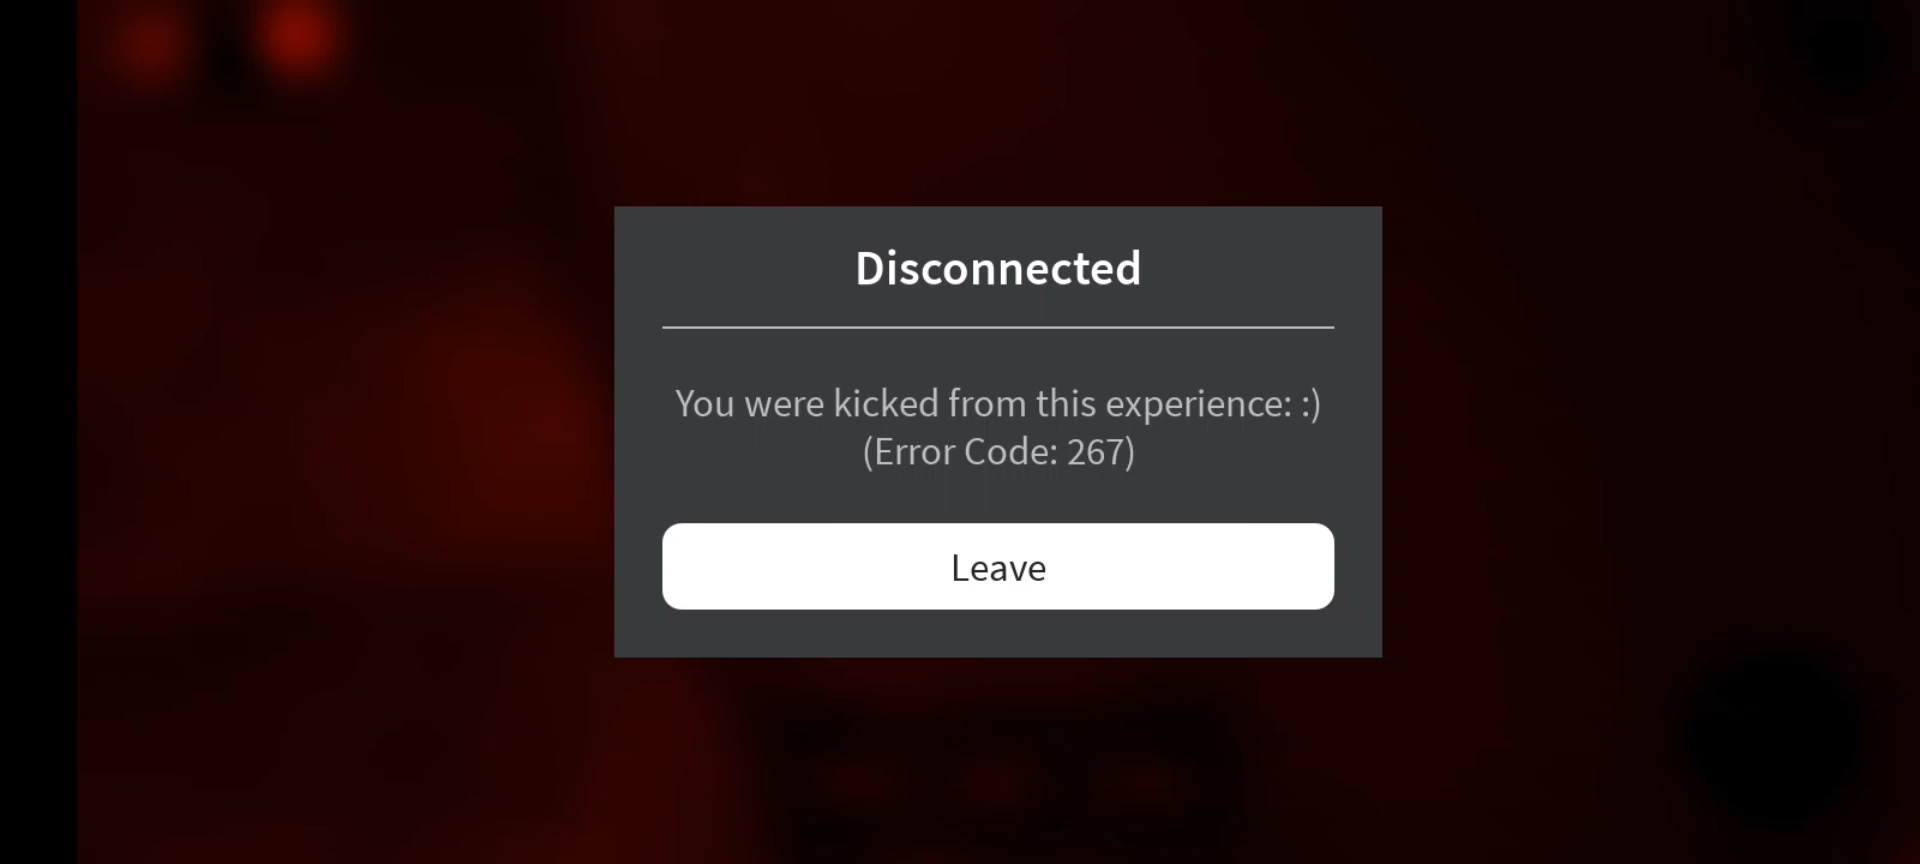 Disconnected
You were kicked from this experience: :)
(Error Code: 267)
Leave